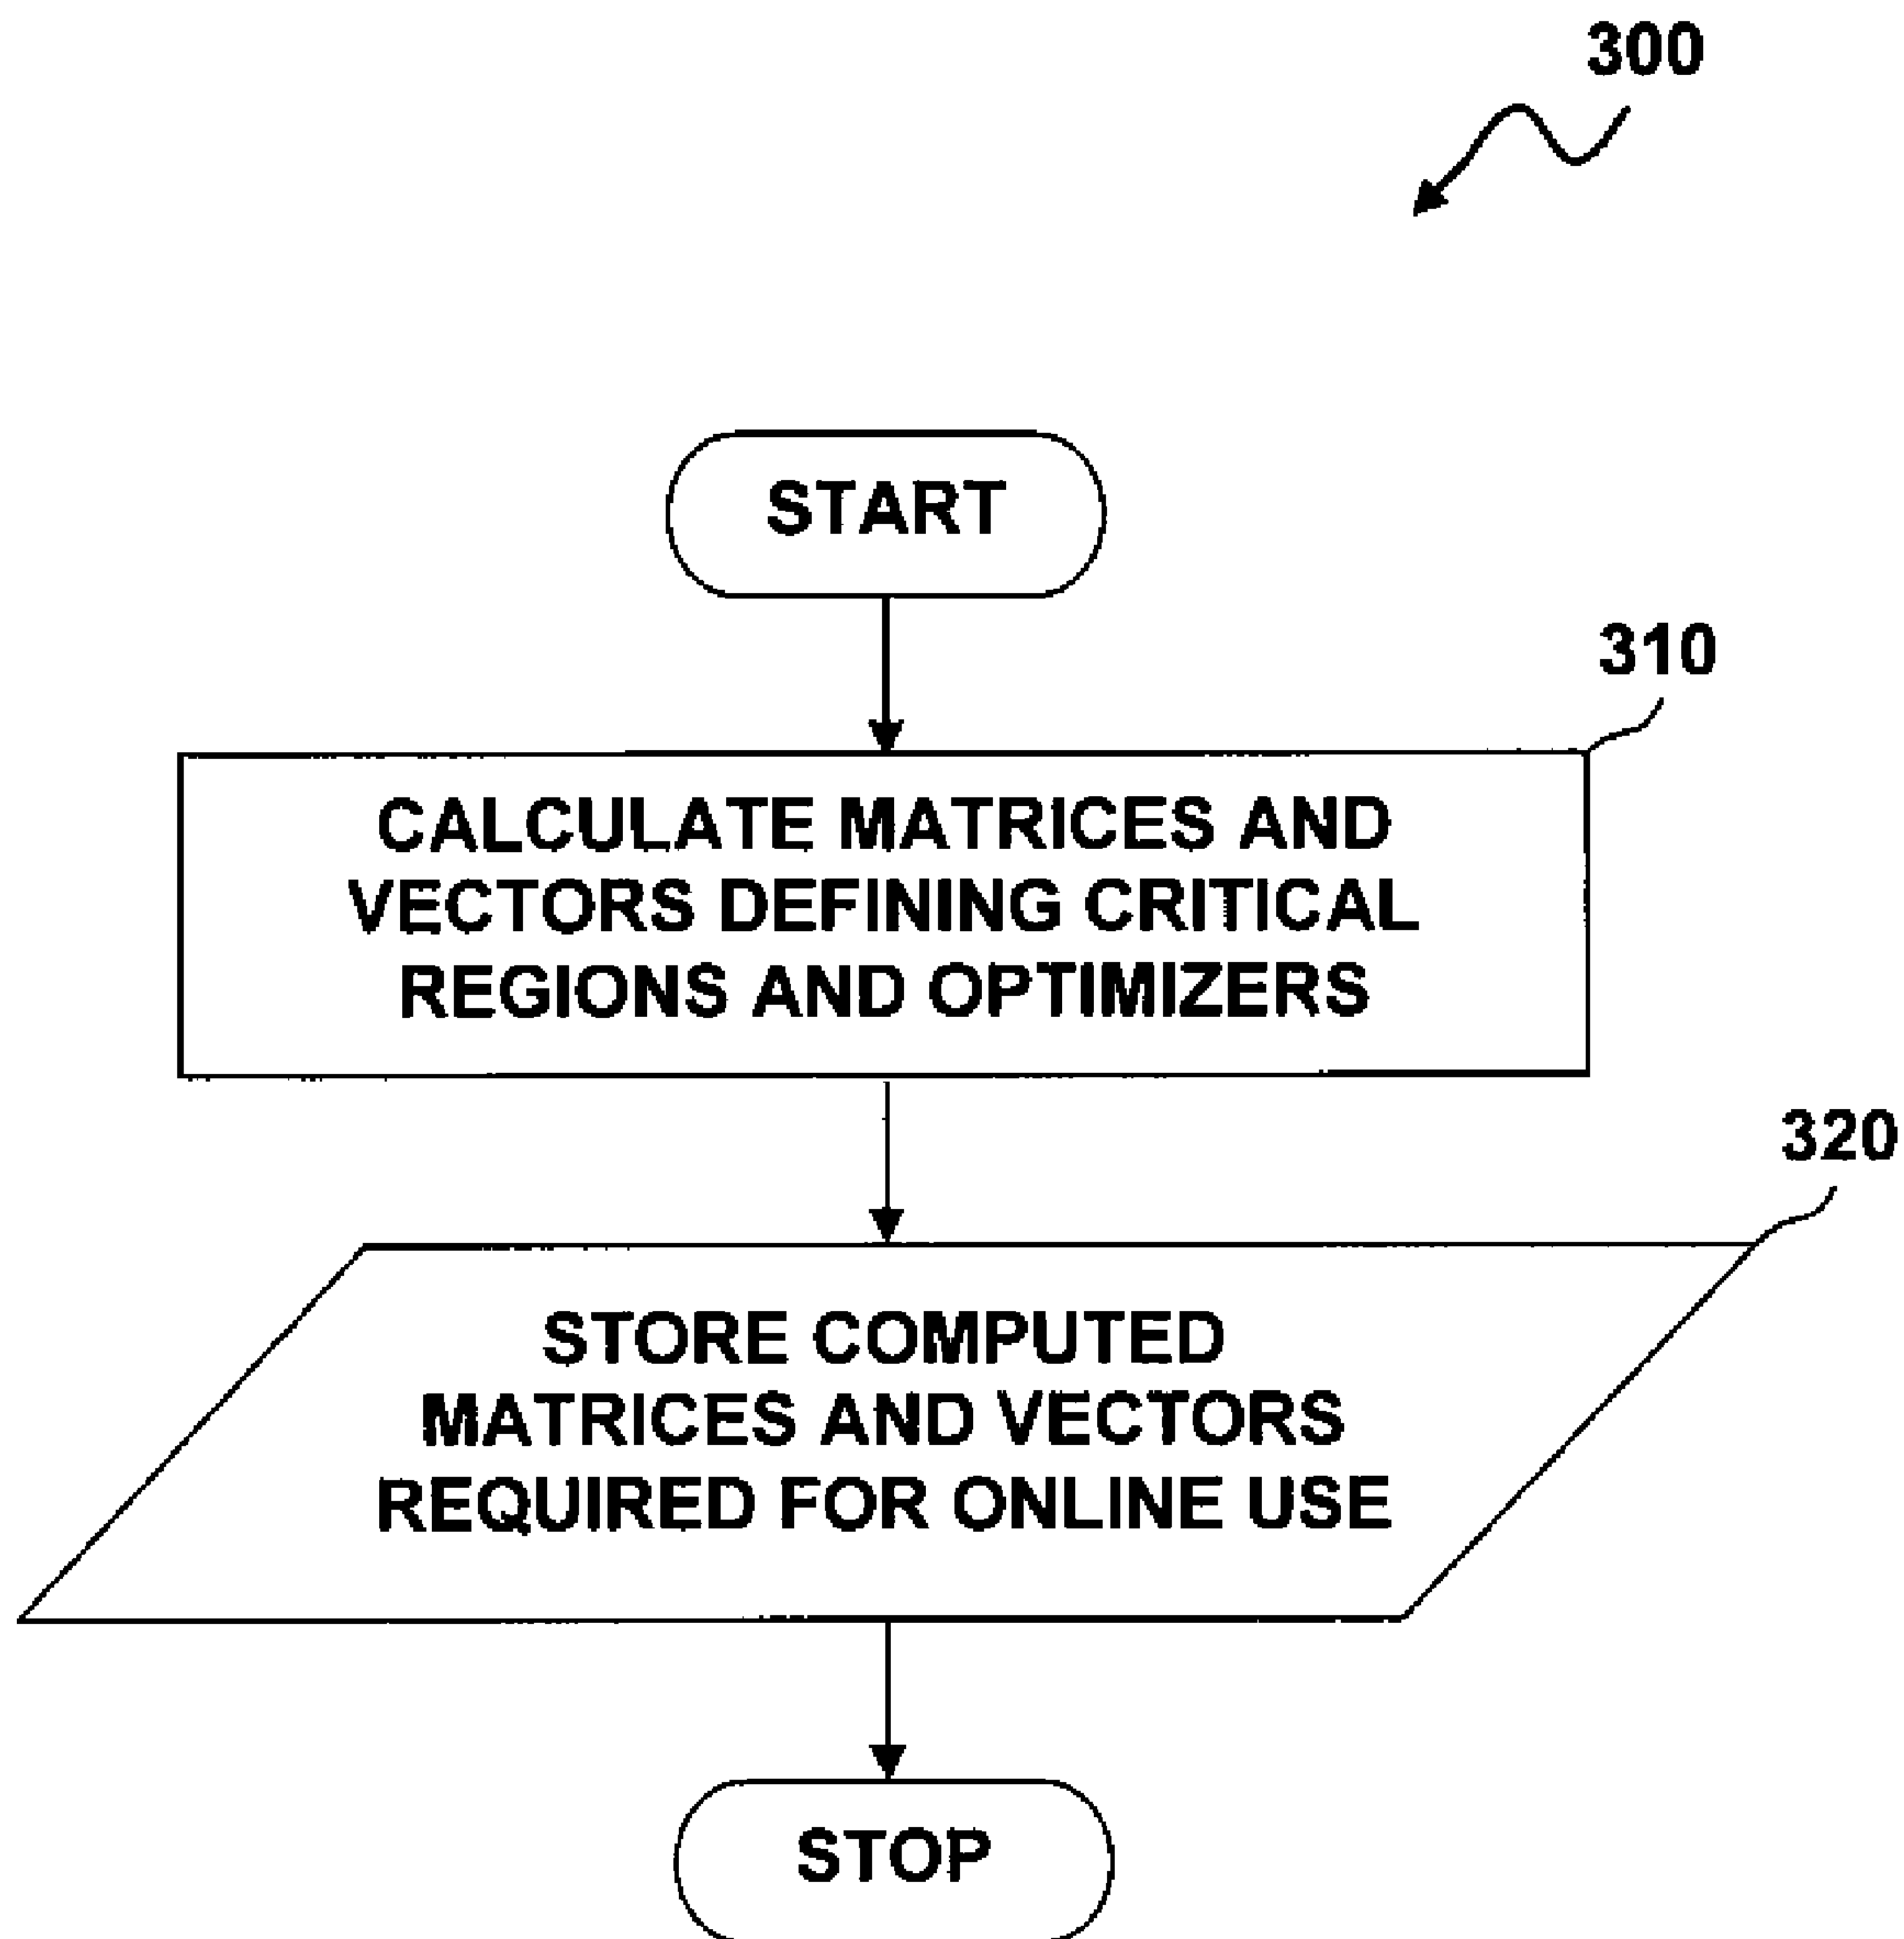 300
START
310
CALCULATE MATRICES AND
VECTORS DEFINING CRITICAL
REGIONS AND OPTIMIZERS
320
STORE COMPUTED
MATRICES AND VECTORS
REQUIRED FOR ONLINE USE
STOP